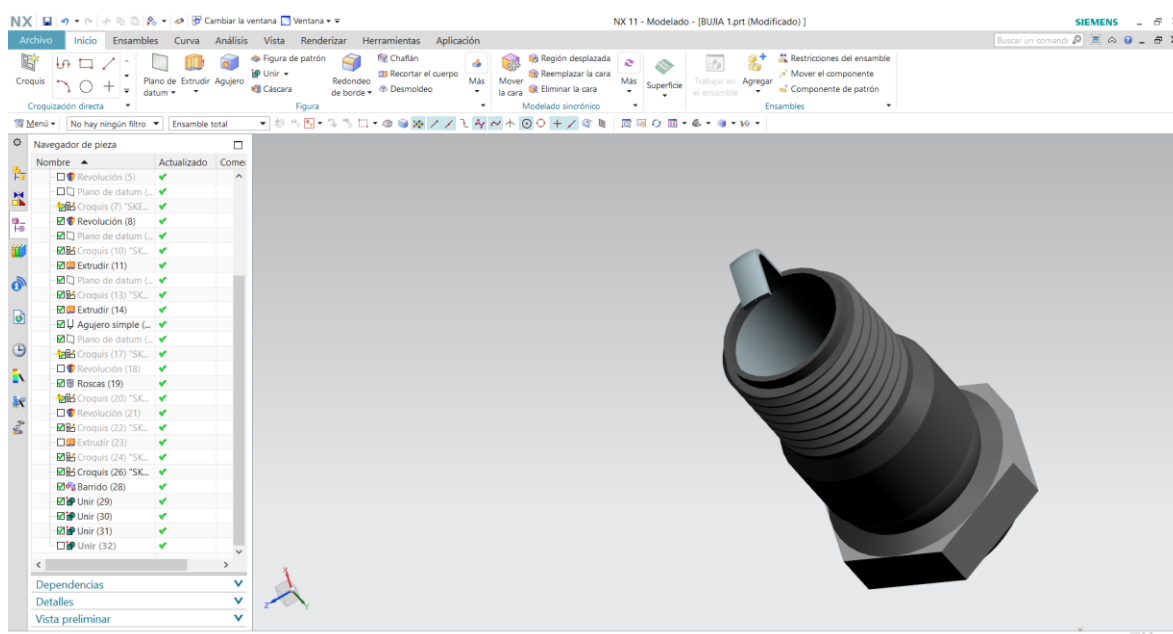 NX Cambiar la ventana Ventana NX 11 - Modelado - [BUJIA 1.prt (Modificado) ] SIEMENS
Archivo Inicio Ensambles Curva Análisis Vista Renderizar Herramientas Aplicación Buscar un comando
Croquis
Croquización directa
Plano de datum Extrudir Agujero
Figura de patrón
Unir
Cáscara
Redondeo de borde
Chaflán
Recortar el cuerpo
Desmoldeo
Más
Figura
Mover la cara
Región desplazada
Reemplazar la cara
Eliminar la cara
Más
Modelado sincrónico
Superficie
Trabajar en el ensamble
Agregar
Restricciones del ensamble
Mover el componente
Componente de patrón
Ensambles
Menú No hay ningún filtro Ensamble total
Navegador de pieza
Nombre Actualizado Comer
Revolución (5)
Plano de datum (...
Croquis (7) "SKE...
Revolución (8)
Plano de datum (...
Croquis (10) "SK...
Extrudir (11)
Plano de datum (...
Croquis (13) "SK...
Extrudir (14)
Agujero simple (...
Plano de datum (...
Croquis (17) "SK...
Revolución (18)
Roscas (19)
Croquis (20) "SK...
Revolución (21)
Croquis (22) "SK...
Extrudir (23)
Croquis (24) "SK...
Croquis (26) "SK...
Barrido (28)
Unir (29)
Unir (30)
Unir (31)
Unir (32)
Dependencias
Detalles
Vista preliminar
X
Z
Y